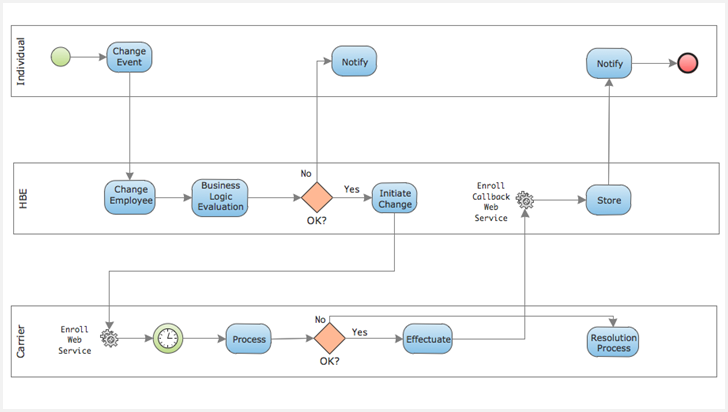 Individual
Change
Event
Notify
Notify
HBE
Change
Employee
Business
Logic
Evaluation
No
OK?
Yes
Initiate
Change
Enroll
Callback
Web
Service
Store
Carrier
Enroll
Web
Service
Process
No
OK?
Yes
Effectuate
Resolution
Process